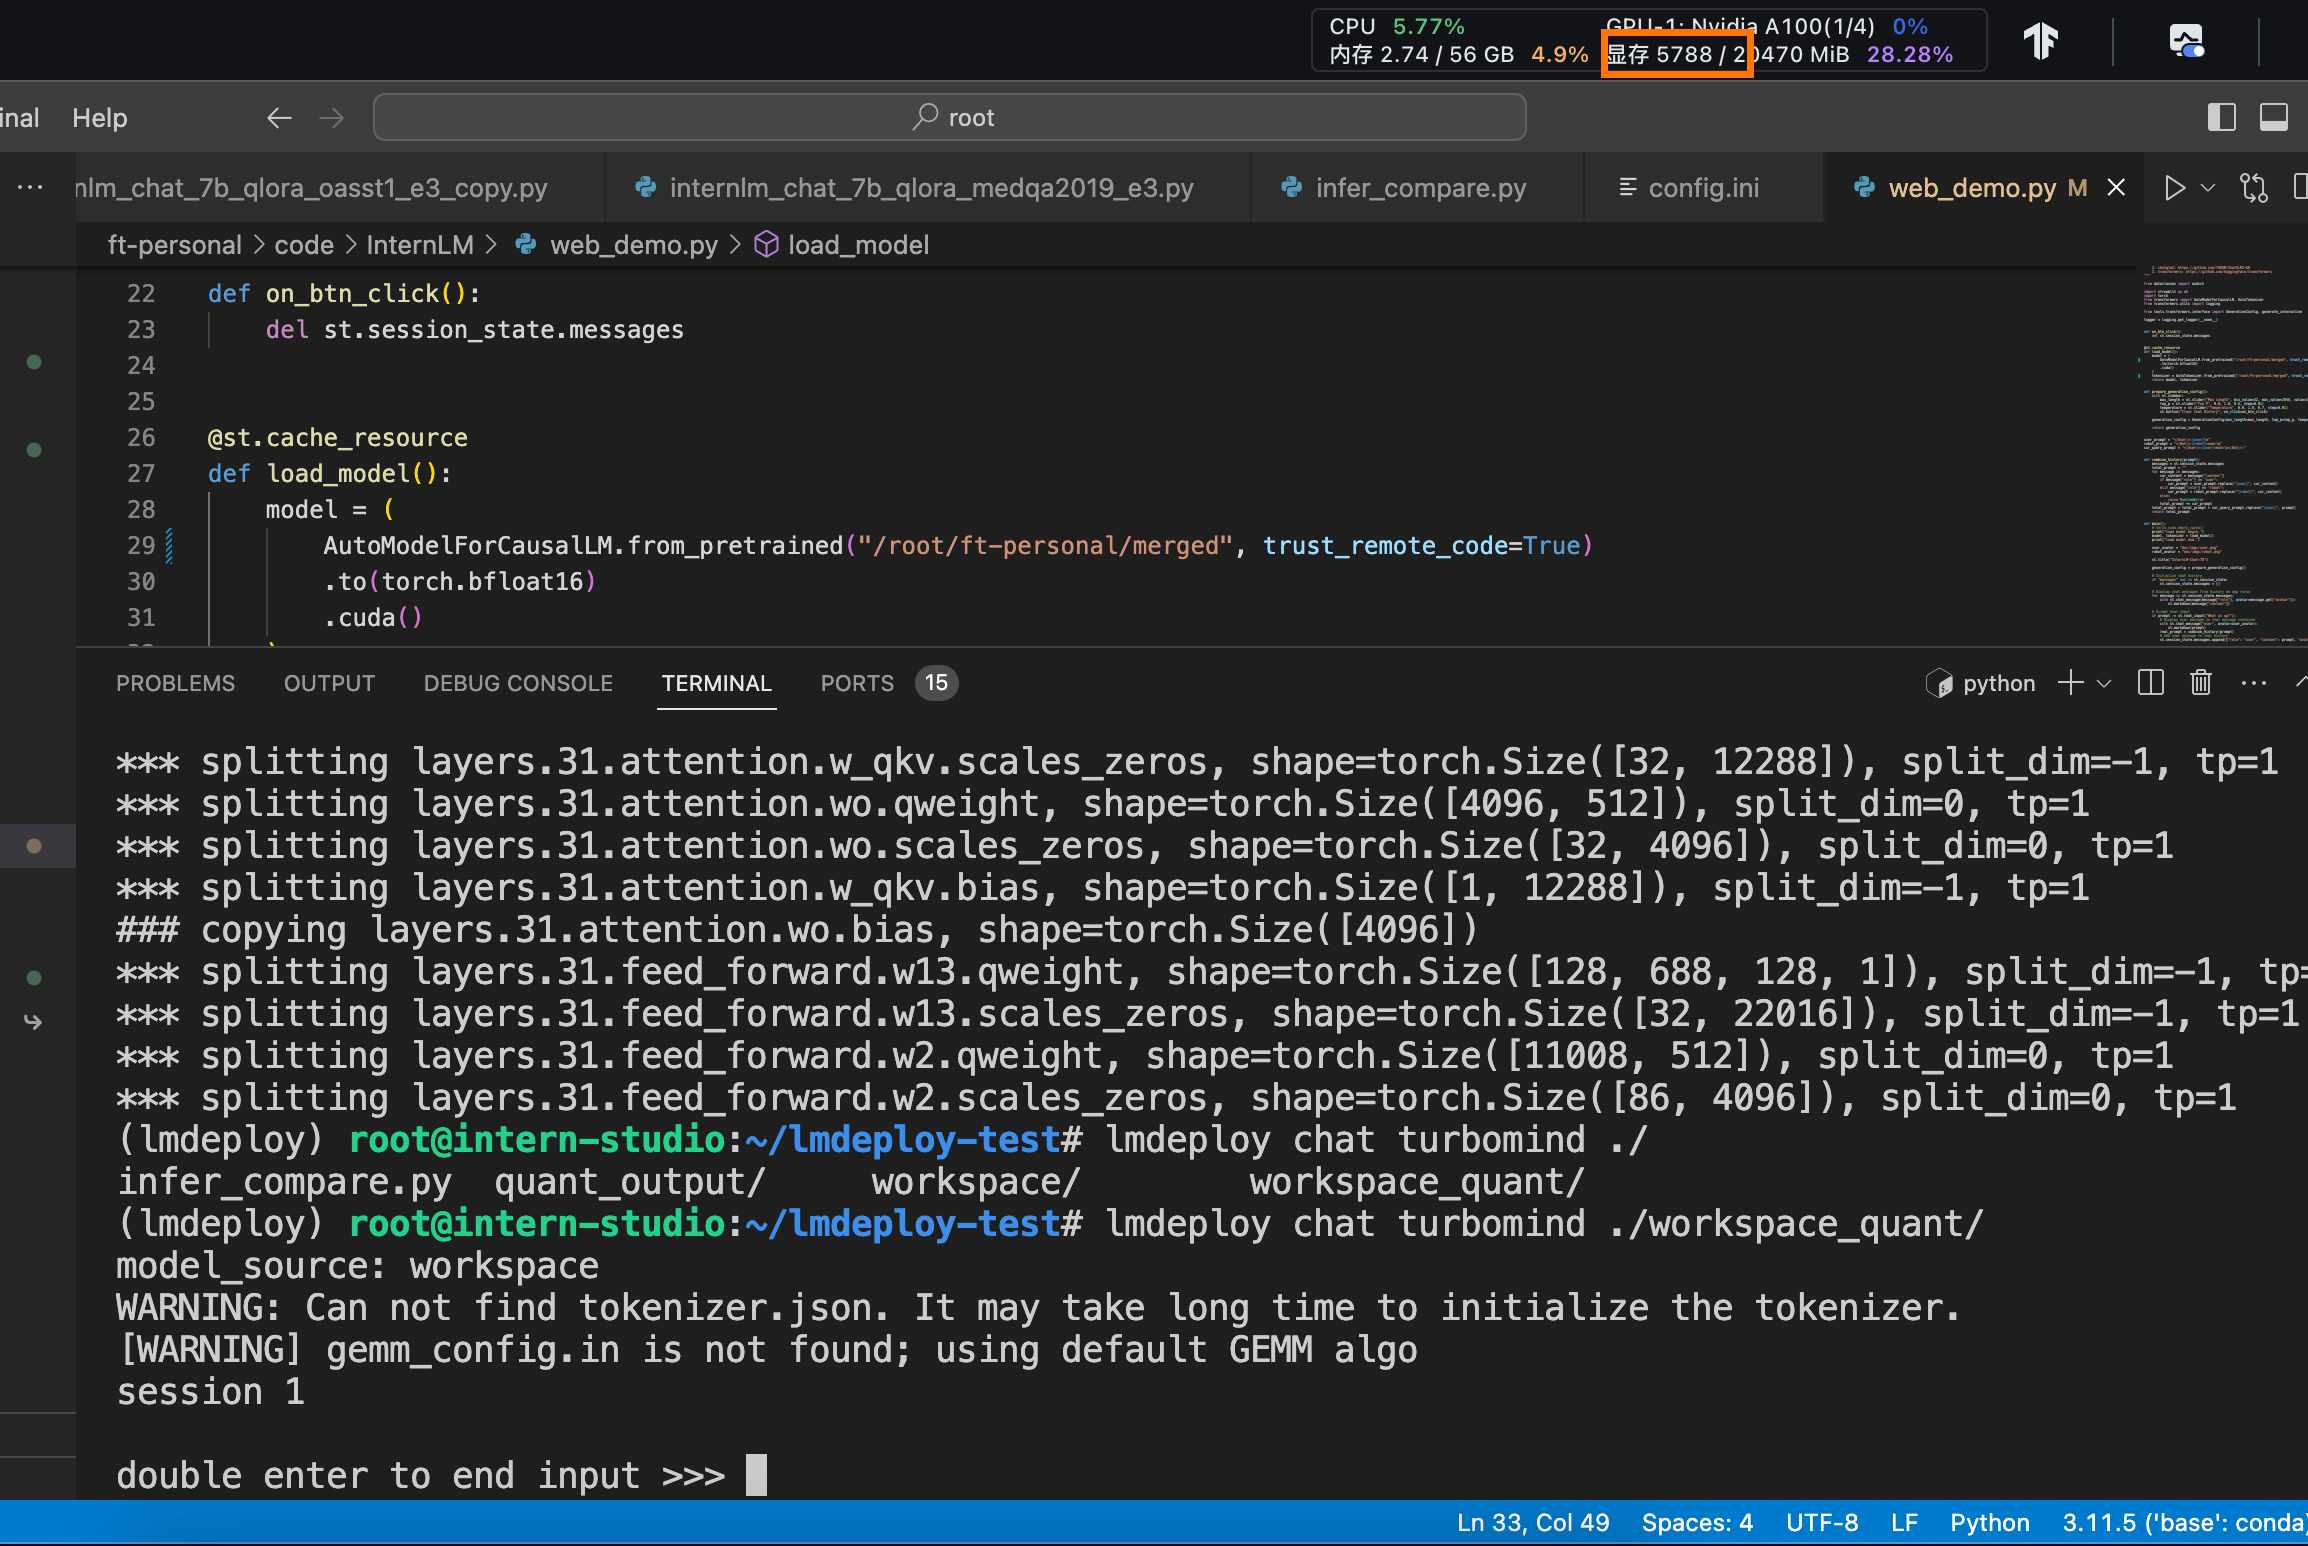 CPU 5.77% GPU-1: Nvidia A100(1/4) 0%
内存 2.74 / 56 GB 4.9% 显存 5788 / 20470 MiB 28.28%
inal Help root
nlm_chat_7b_qlora_oasst1_e3_copy.py internlm_chat_7b_qlora_medqa2019_e3.py infer_compare.py config.ini web_demo.py M
ft-personal > code > InternLM > web_demo.py > load_model
22 def on_btn_click():
23 del st.session_state.messages
24
25
26 @st.cache_resource
27 def load_model():
28 model = (
29 AutoModelForCausalLM.from_pretrained("/root/ft-personal/merged", trust_remote_code=True)
30 .to(torch.bfloat16)
31 .cuda()
PROBLEMS OUTPUT DEBUG CONSOLE TERMINAL PORTS 15 python
*** splitting layers.31.attention.w_qkv.scales_zeros, shape=torch.Size([32, 12288]), split_dim=-1, tp=1
*** splitting layers.31.attention.wo.qweight, shape=torch.Size([4096, 512]), split_dim=0, tp=1
*** splitting layers.31.attention.wo.scales_zeros, shape=torch.Size([32, 4096]), split_dim=0, tp=1
*** splitting layers.31.attention.w_qkv.bias, shape=torch.Size([1, 12288]), split_dim=-1, tp=1
### copying layers.31.attention.wo.bias, shape=torch.Size([4096])
*** splitting layers.31.feed_forward.w13.qweight, shape=torch.Size([128, 688, 128, 1]), split_dim=-1, tp=
*** splitting layers.31.feed_forward.w13.scales_zeros, shape=torch.Size([32, 22016]), split_dim=-1, tp=1
*** splitting layers.31.feed_forward.w2.qweight, shape=torch.Size([11008, 512]), split_dim=0, tp=1
*** splitting layers.31.feed_forward.w2.scales_zeros, shape=torch.Size([86, 4096]), split_dim=0, tp=1
(lmdeploy) root@intern-studio:~/lmdeploy-test# lmdeploy chat turbomind ./
infer_compare.py quant_output/ workspace/ workspace_quant/
(lmdeploy) root@intern-studio:~/lmdeploy-test# lmdeploy chat turbomind ./workspace_quant/
model_source: workspace
WARNING: Can not find tokenizer.json. It may take long time to initialize the tokenizer.
[WARNING] gemm_config.in is not found; using default GEMM algo
session 1
double enter to end input >>>
Ln 33, Col 49 Spaces: 4 UTF-8 LF Python 3.11.5 ('base': conda)